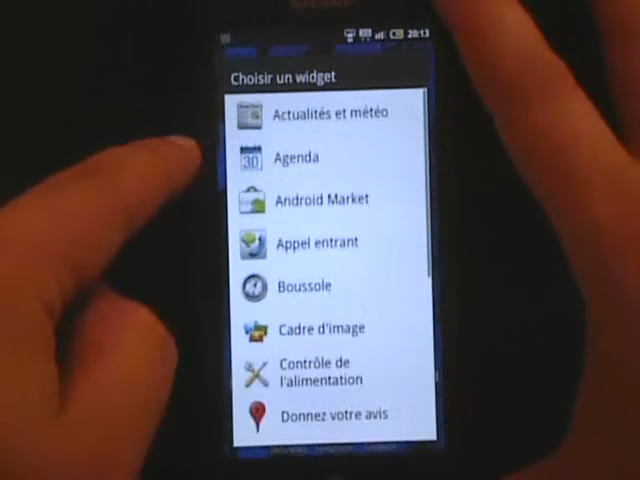 SHARP
20:13
Choisir un widget
Actualités et météo
30
Agenda
Android Market
Appel entrant
Boussole
Cadre d'image
Contrôle de
l'alimentation
Donnez votre avis